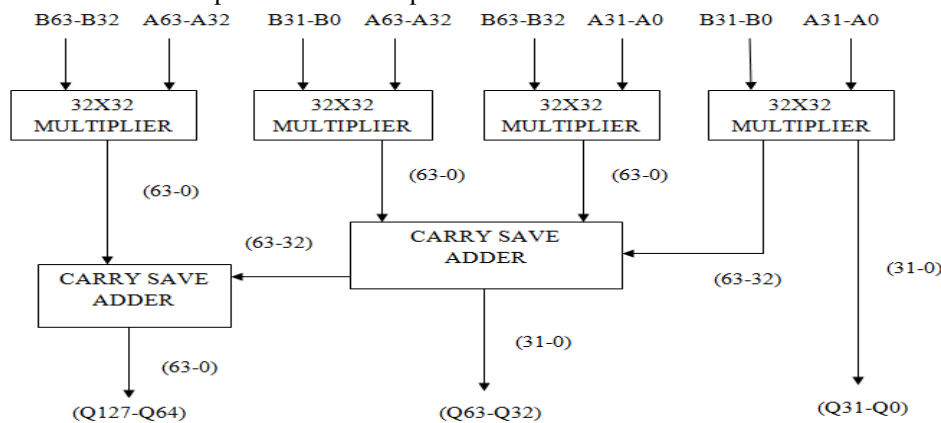 B63-B32 A63-A32 B31-B0 A63-A32 B63-B32 A31-A0 B31-B0 A31-A0
32X32 MULTIPLIER
32X32 MULTIPLIER
32X32 MULTIPLIER
32X32 MULTIPLIER
(63-0)
(63-0)
(63-0)
CARRY SAVE
ADDER
(63-32)
(63-32)
(31-0)
CARRY SAVE
ADDER
(63-0)
(31-0)
(Q127-Q64)
(Q63-Q32)
(Q31-Q0)